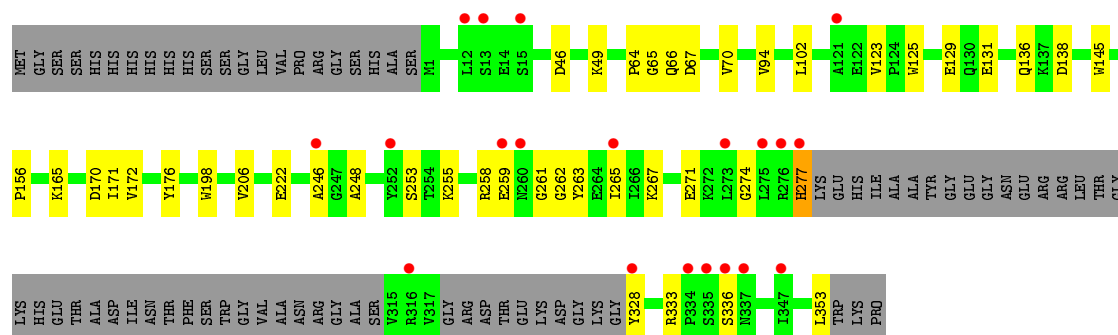 MET GLY SER SER HIS HIS HIS HIS HIS HIS SER SER GLY LEU VAL PRO ARG GLY SER HIS ALA SER M1 L12 S13 E14 S15 D46 K49 P64 G65 Q66 D67 V70 V94 L102 A121 E122 V123 P124 W125 E129 Q130 E131 Q136 K137 D138 W145
P156 K165 D170 I171 V172 Y176 W198 V206 E222 A246 G247 A248 Y252 S253 T254 K255 R258 E259 N260 G261 G262 Y263 E264 I265 I266 K267 E271 K272 L273 G274 L275 R276 H277 LYS GLU HIS ILE ALA ALA TYR GLY GLU GLU GLY ASN GLU ARG ARG LEU THR GLY
LYS HIS GLU THR ALA ASP ILE ASN THR PHE SER TRP GLY VAL ALA ASN ARG GLY ALA SER V315 R316 V317 GLY ARG ASP THR GLU LYS ASP GLY LYS GLY Y328 R333 P334 S335 S336 N337 I347 L353 TRP LYS PRO